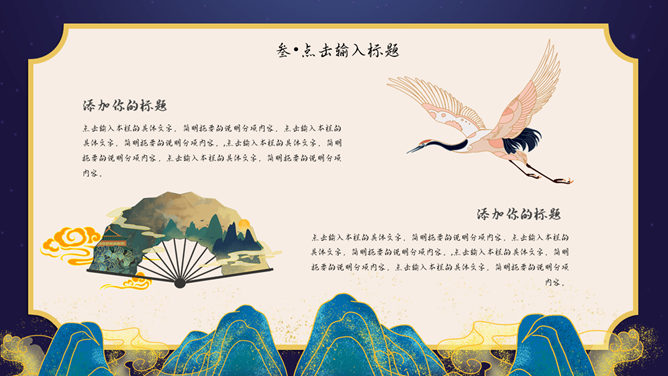 叁•点击输入标题
添加你的标题
点击输入本栏的具体文字，简明扼要的说明分项内容，点击输入本栏的
具体文字，简明扼要的说明分项内容，,点击输入本栏的具体文字，简明
扼要的说明分项内容，点击输入本栏的具体文字，简明扼要的说明分项
内容。
添加你的标题
点击输入本栏的具体文字，简明扼要的说明分项内容，点击输入本栏的
具体文字，简明扼要的说明分项内容，,点击输入本栏的具体文字，简明
扼要的说明分项内容，点击输入本栏的具体文字，简明扼要的说明分项
内容。